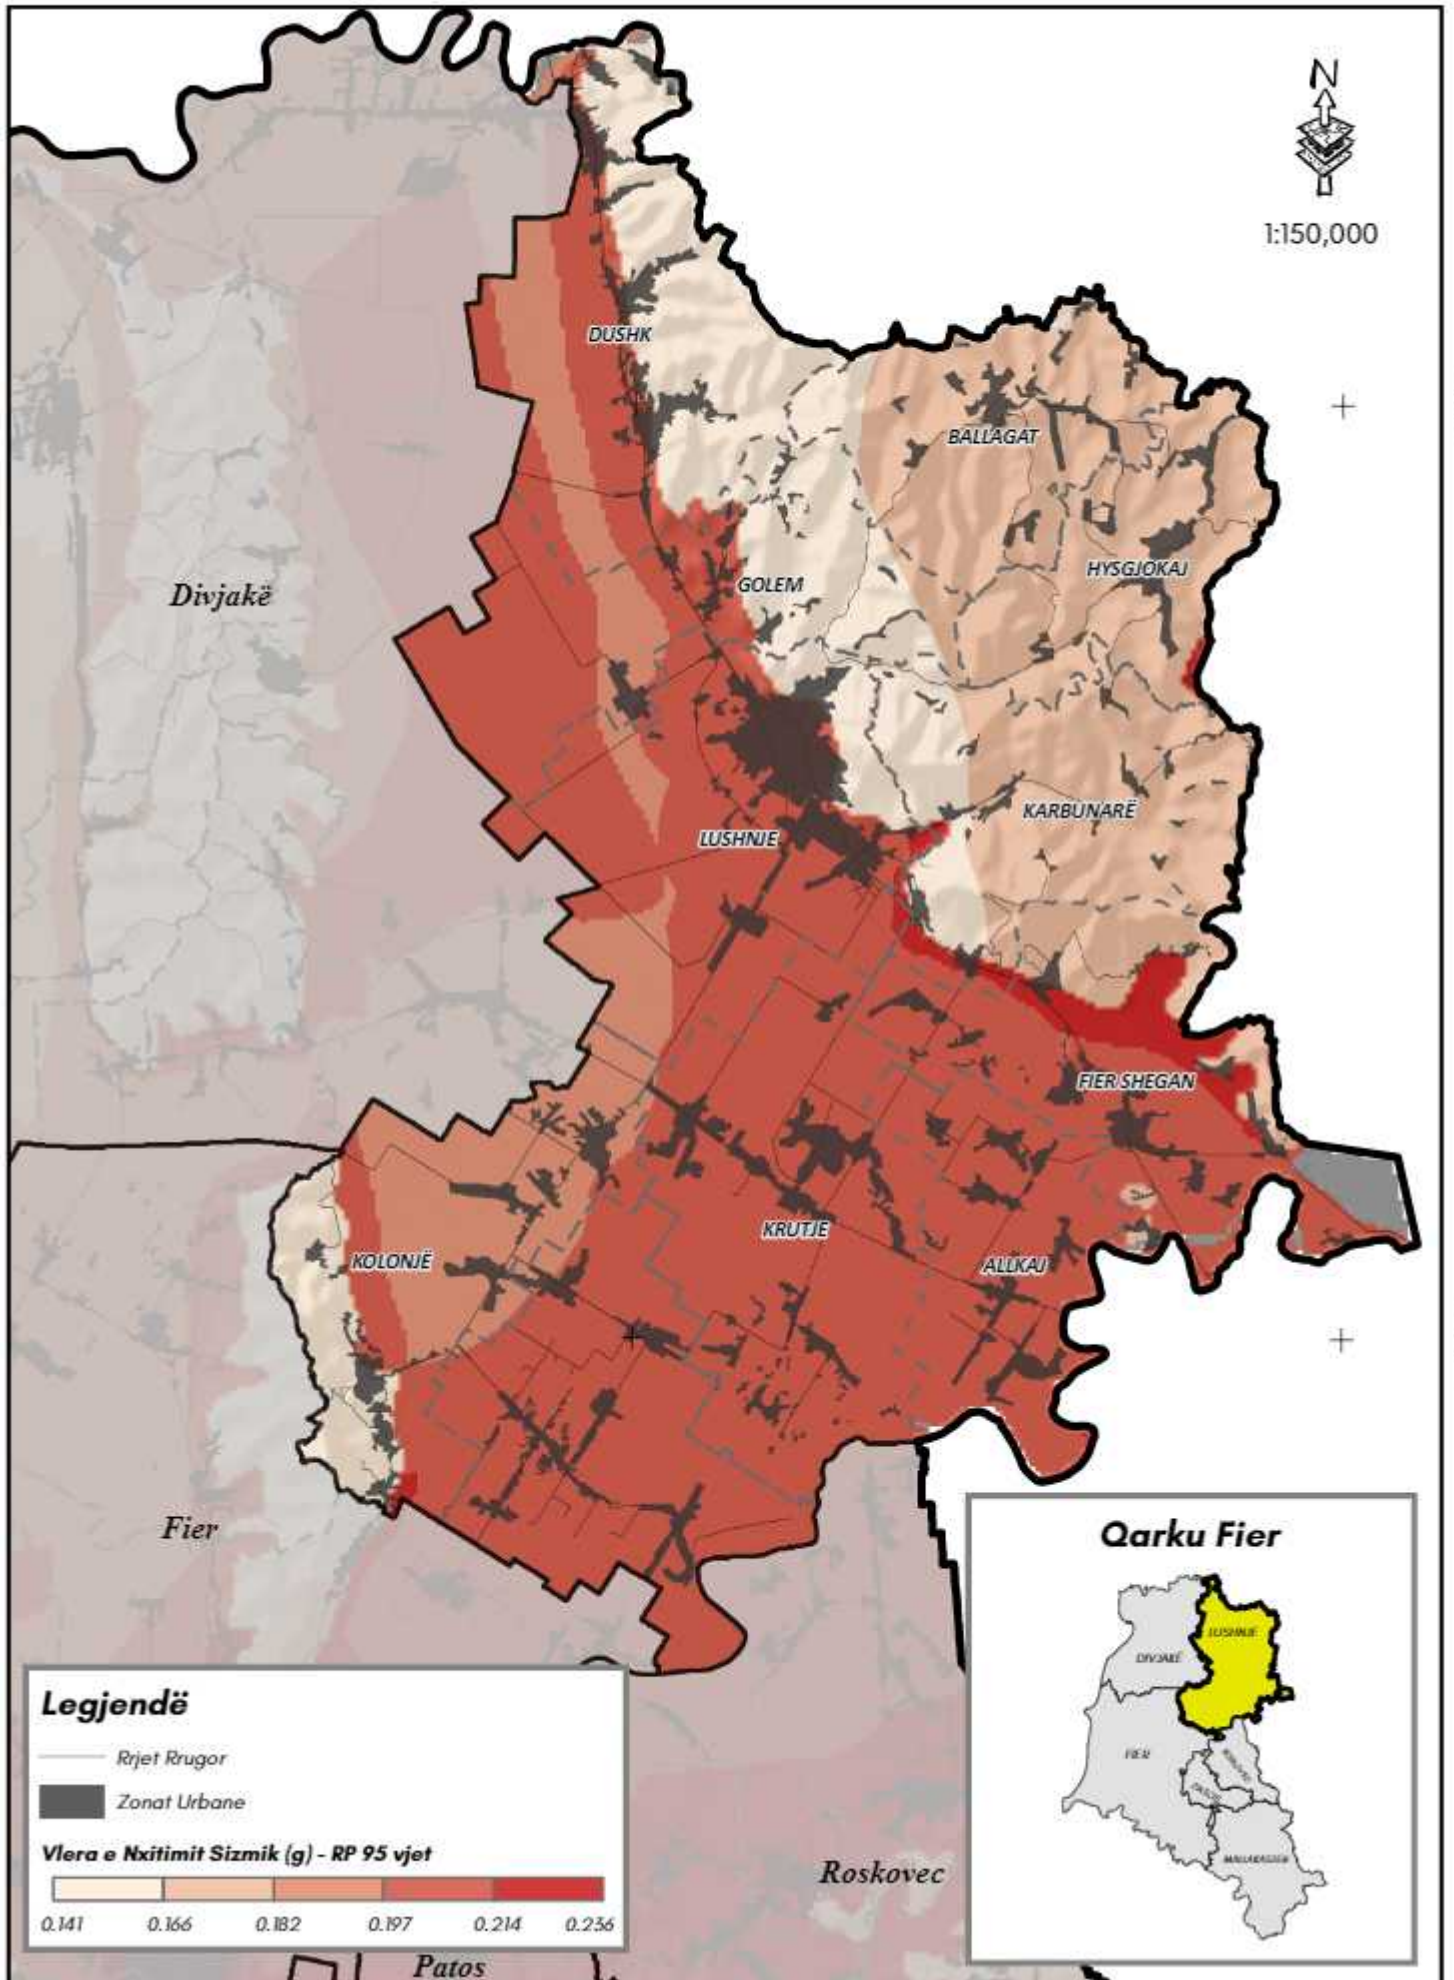 N
1:150,000
DUSHK
BALLAGAT
HYSGJOKAJ
GOLEM
Divjakë
KARBUNARË
LUSHNJE
FIER SHEGAN
KRUTJE
KOLONJË
ALLKAJ
Fier
Qarku Fier
LUSHNJE
DIVJAKË
FIER
Legjendë
Rrjet Rrugor
Zonat Urbane
Vlera e Nxitimit Sizmik (g) - RP 95 vjet
0.141 0.166 0.182 0.197 0.214 0.236
Roskovec
Patos